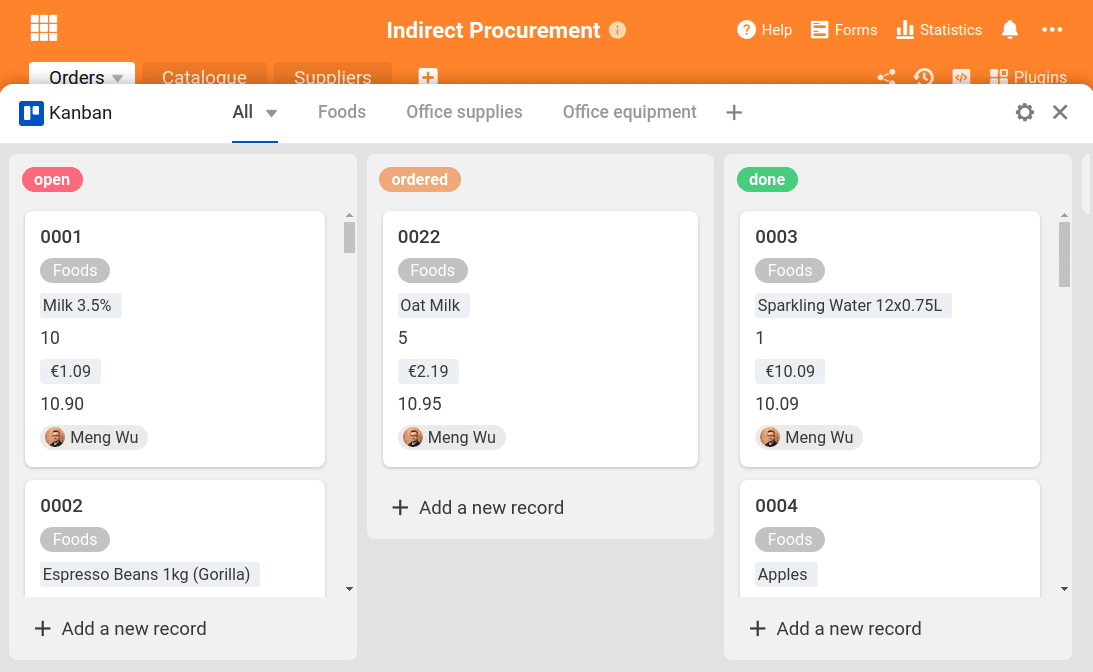 Indirect Procurement
Help
Forms
Statistics
Orders
Catalogue
Suppliers
Plugins
Kanban
All
Foods
Office supplies
Office equipment
open
0001
Foods
Milk 3.5%
10
€1.09
10.90
Meng Wu
0002
Foods
Espresso Beans 1kg (Gorilla)
Add a new record
ordered
0022
Foods
Oat Milk
5
€2.19
10.95
Meng Wu
Add a new record
done
0003
Foods
Sparkling Water 12x0.75L
1
€10.09
10.09
Meng Wu
0004
Foods
Apples
Add a new record